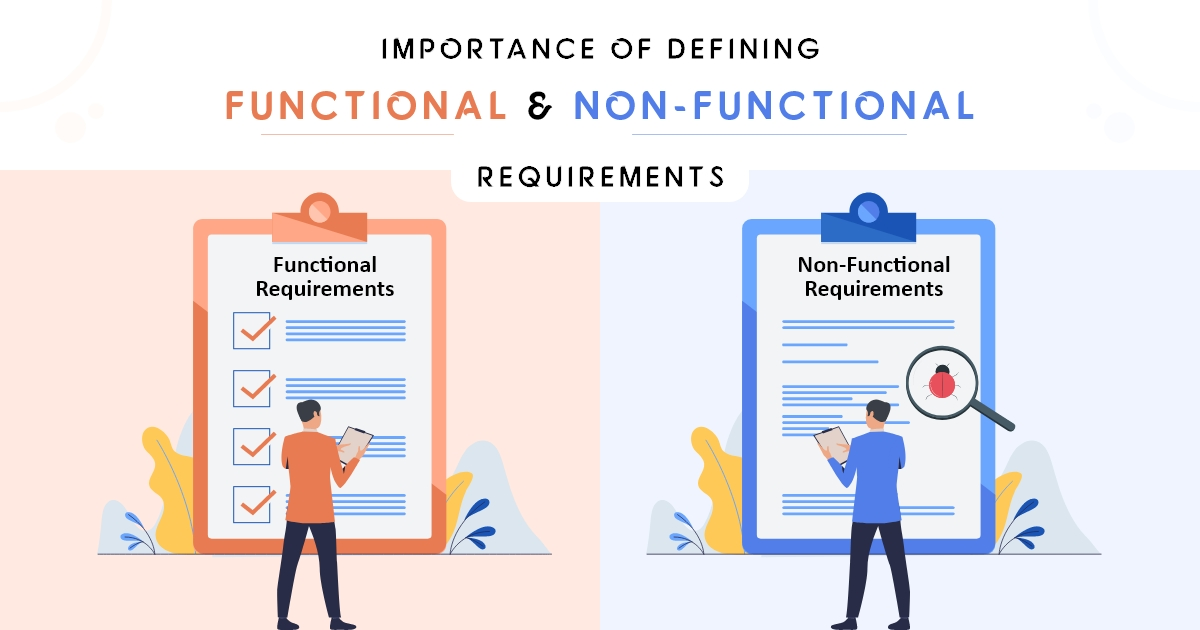 IMPORTANCE OF DEFINING
FUNCTIONAL & NON-FUNCTIONAL
REQUIREMENTS
Functional
Requirements
Non-Functional
Requirements